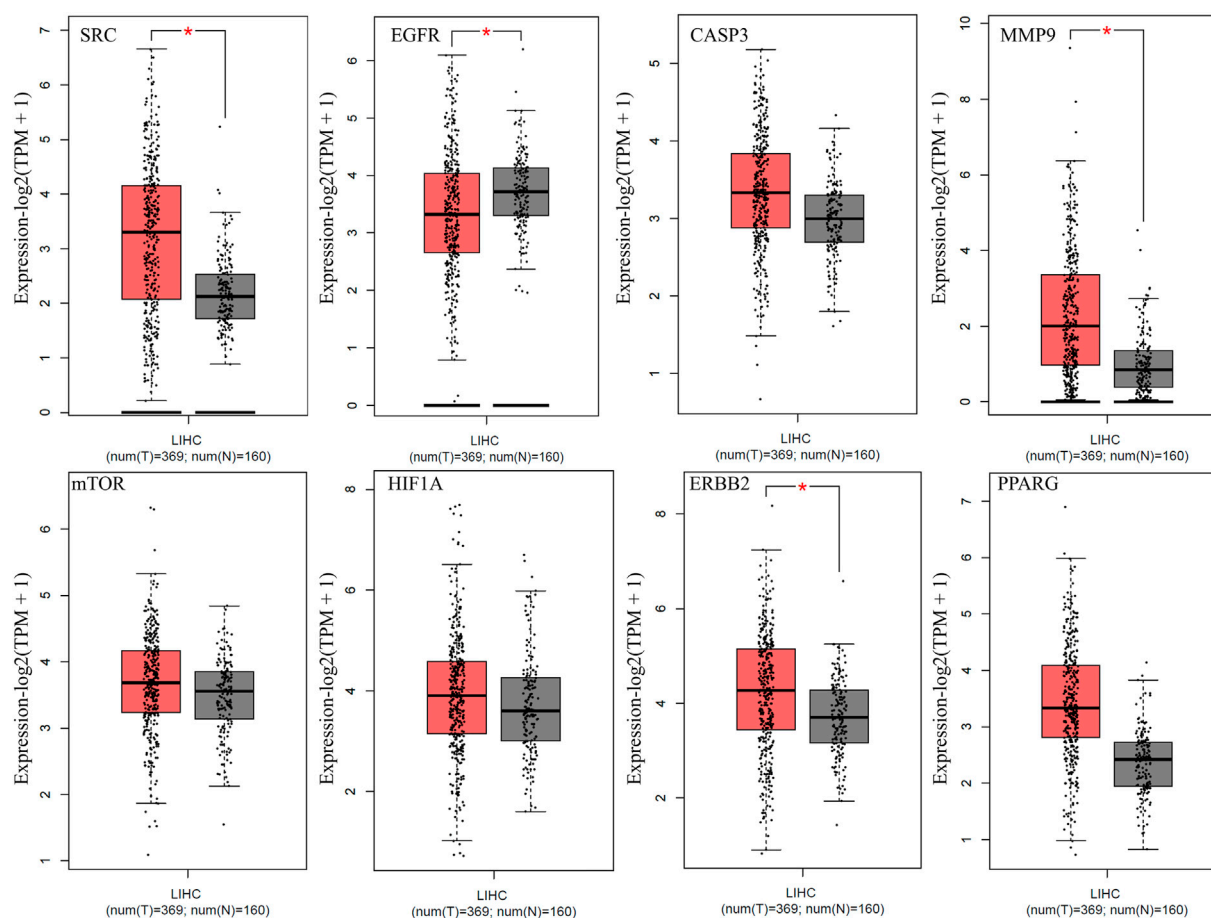 SRC
*
Expression-log2(TPM + 1)
7
6
5
4
3
2
1
0
LIHC
(num(T)=369; num(N)=160)
EGFR
*
Expression-log2(TPM + 1)
6
5
4
3
2
1
0
LIHC
(num(T)=369; num(N)=160)
CASP3
Expression-log2(TPM + 1)
5
4
3
2
1
LIHC
(num(T)=369; num(N)=160)
MMP9
*
Expression-log2(TPM + 1)
10
8
6
4
2
0
LIHC
(num(T)=369; num(N)=160)
mTOR
Expression-log2(TPM + 1)
6
5
4
3
2
1
LIHC
(num(T)=369; num(N)=160)
HIF1A
Expression-log2(TPM + 1)
8
6
4
2
LIHC
(num(T)=369; num(N)=160)
ERBB2
*
Expression-log2(TPM + 1)
8
6
4
2
LIHC
(num(T)=369; num(N)=160)
PPARG
Expression-log2(TPM + 1)
7
6
5
4
3
2
1
LIHC
(num(T)=369; num(N)=160)